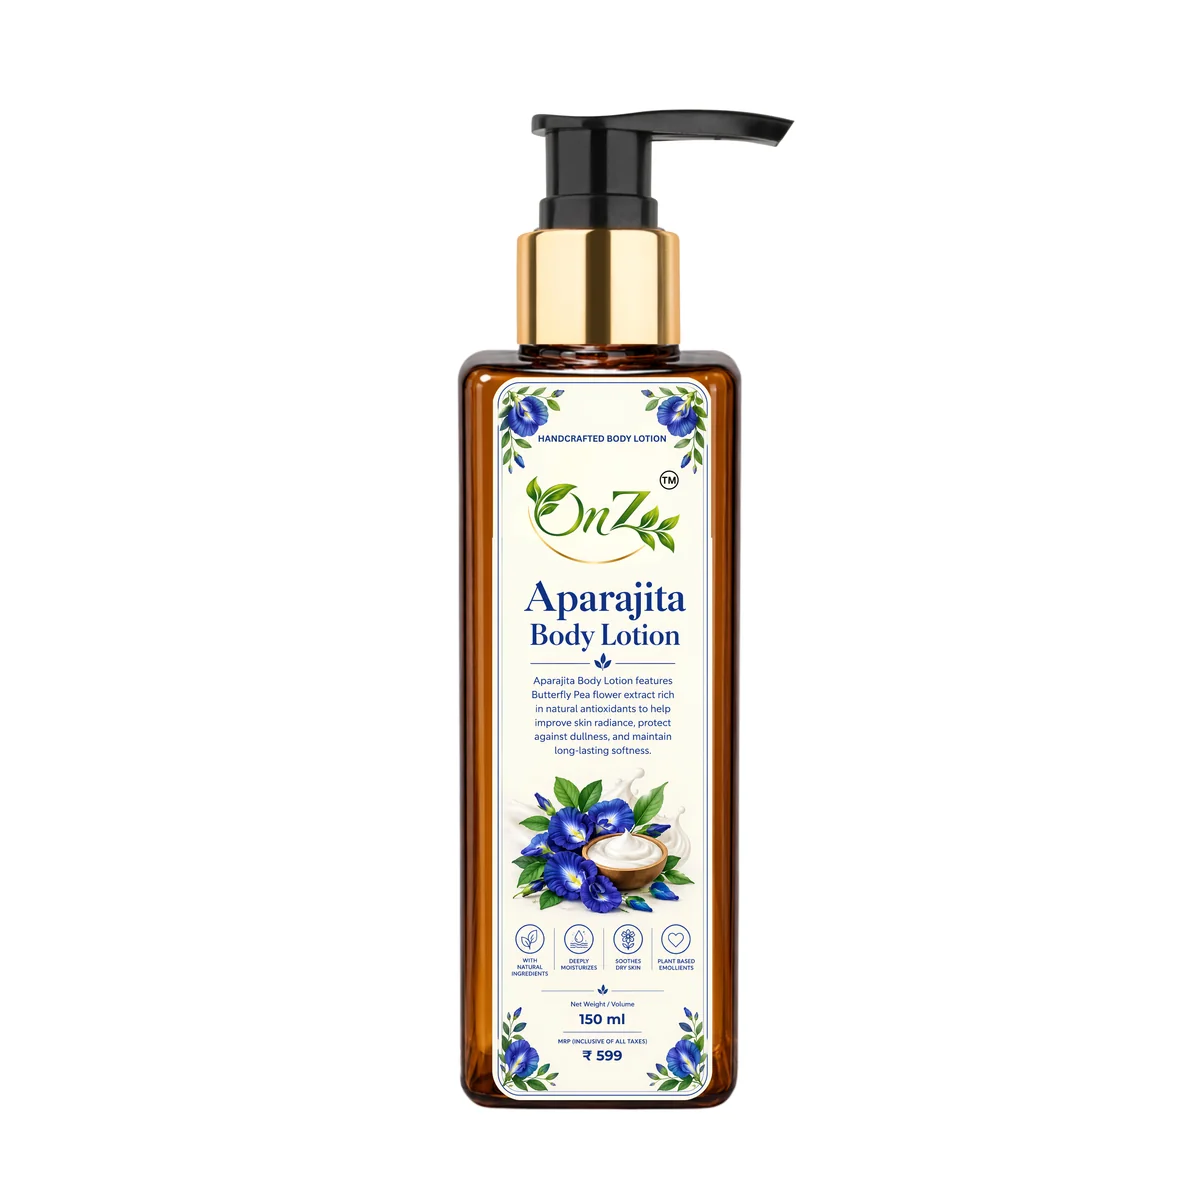 HANDCRAFTED BODY LOTION
OnZ
TM
Aparajita
Body Lotion
Aparajita Body Lotion features
Butterfly Pea flower extract rich
in natural antioxidants to help
improve skin radiance, protect
against dullness, and maintain
long-lasting softness.
WITH
NATURAL
INGREDIENTS
DEEPLY
MOISTURIZES
SOOTHES
DRY SKIN
PLANT BASED
EMOLLIENTS
Net Weight / Volume
150 ml
MRP (INCLUSIVE OF ALL TAXES)
₹ 599